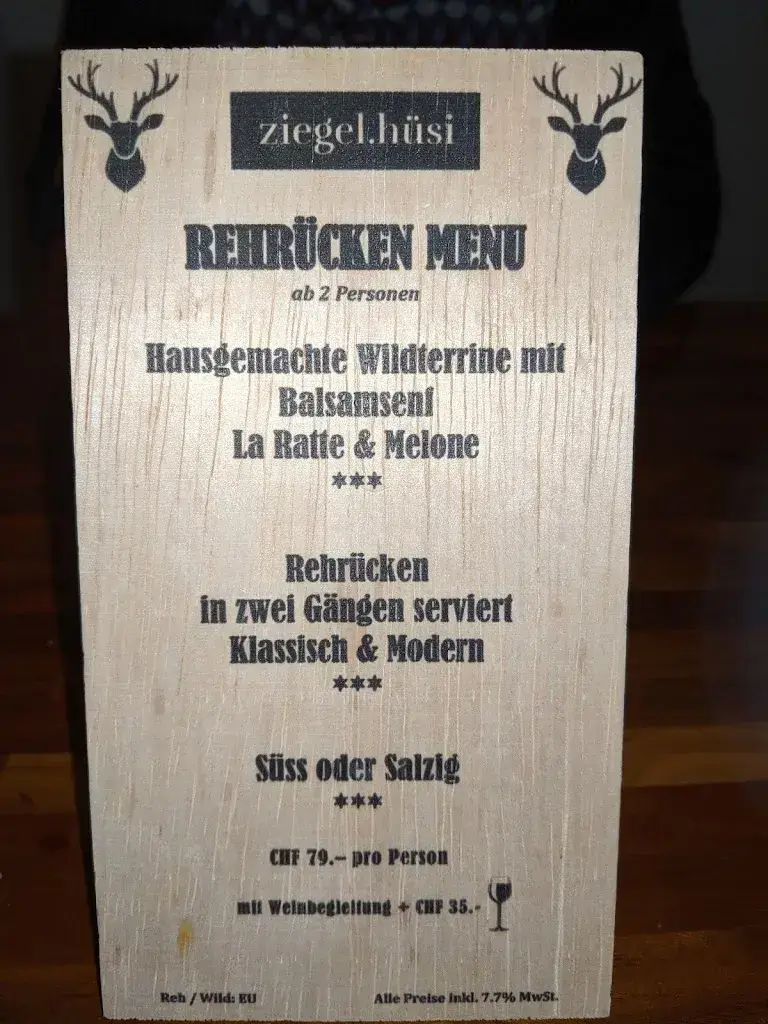 ziegel.hüsi
REHRÜCKEN MENU
ab 2 Personen
Hausgemachte Wildterrine mit
Balsamsenf
La Ratte & Melone
***
Rehrücken
in zwei Gängen serviert
Klassisch & Modern
***
Süss oder Salzig
***
CHF 79.– pro Person
mit Weinbegleitung + CHF 35.-
Reh / Wild: EU
Alle Preise inkl. 7.7% MwSt.